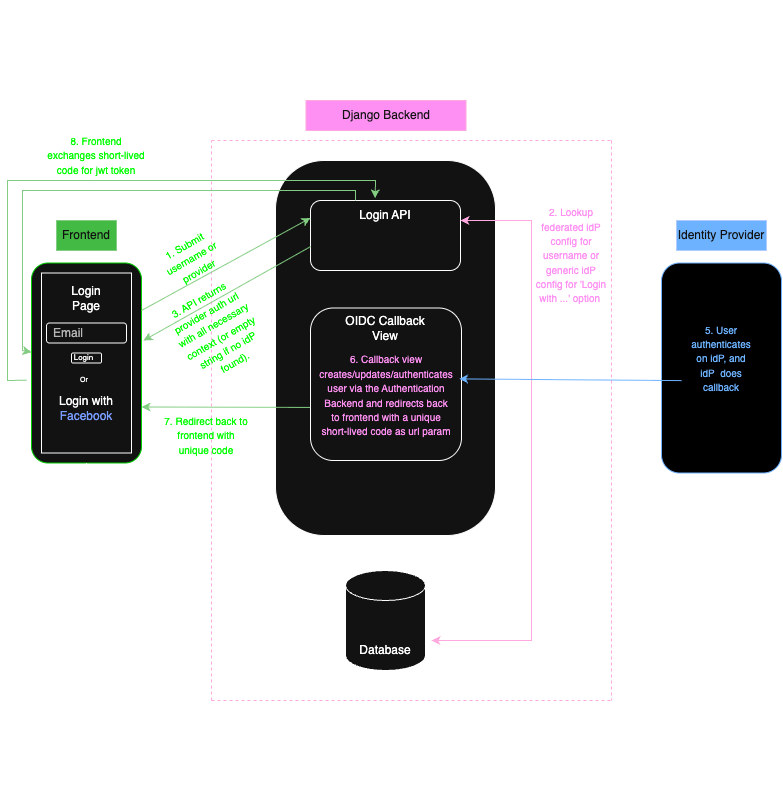 Django Backend
8. Frontend
exchanges short-lived
code for jwt token
Frontend
Login
Page
Email
Login
Or
Login with
Facebook
1. Submit
username or
provider
3. API returns
provider auth url
with all necessary
context (or empty
string if no idP
found).
7. Redirect back to
frontend with
unique code
Login API
OIDC Callback
View
6. Callback view
creates/updates/authenticates
user via the Authentication
Backend and redirects back
to frontend with a unique
short-lived code as url param
Database
2. Lookup
federated idP
config for
username or
generic idP
config for 'Login
with ...' option
Identity Provider
5. User
authenticates
on idP, and
idP does
callback